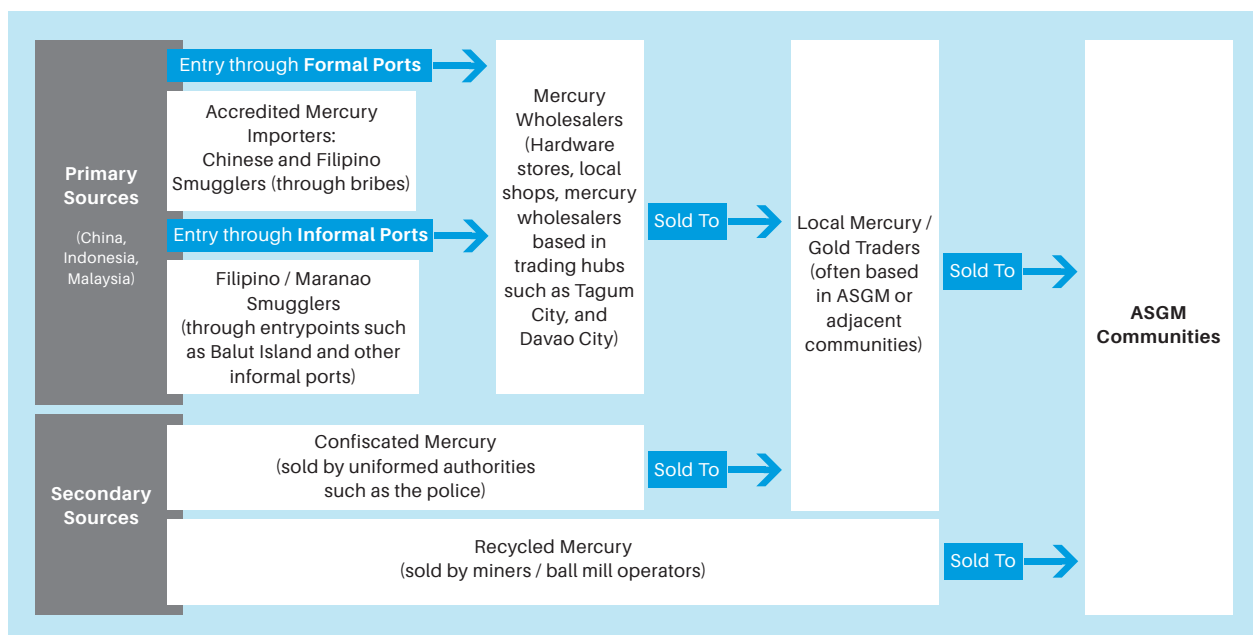 Primary
Sources
(China,
Indonesia,
Malaysia)
Entry through Formal Ports
Accredited Mercury
Importers:
Chinese and Filipino
Smugglers (through bribes)
Entry through Informal Ports
Filipino / Maranao
Smugglers
(through entrypoints such
as Balut Island and other
informal ports)
Mercury
Wholesalers
(Hardware
stores, local
shops, mercury
wholesalers
based in
trading hubs
such as Tagum
City, and
Davao City)
Sold To
Local Mercury /
Gold Traders
(often based
in ASGM or
adjacent
communities)
Sold To
ASGM
Communities
Secondary
Sources
Confiscated Mercury
(sold by uniformed authorities
such as the police)
Sold To
Recycled Mercury
(sold by miners / ball mill operators)
Sold To